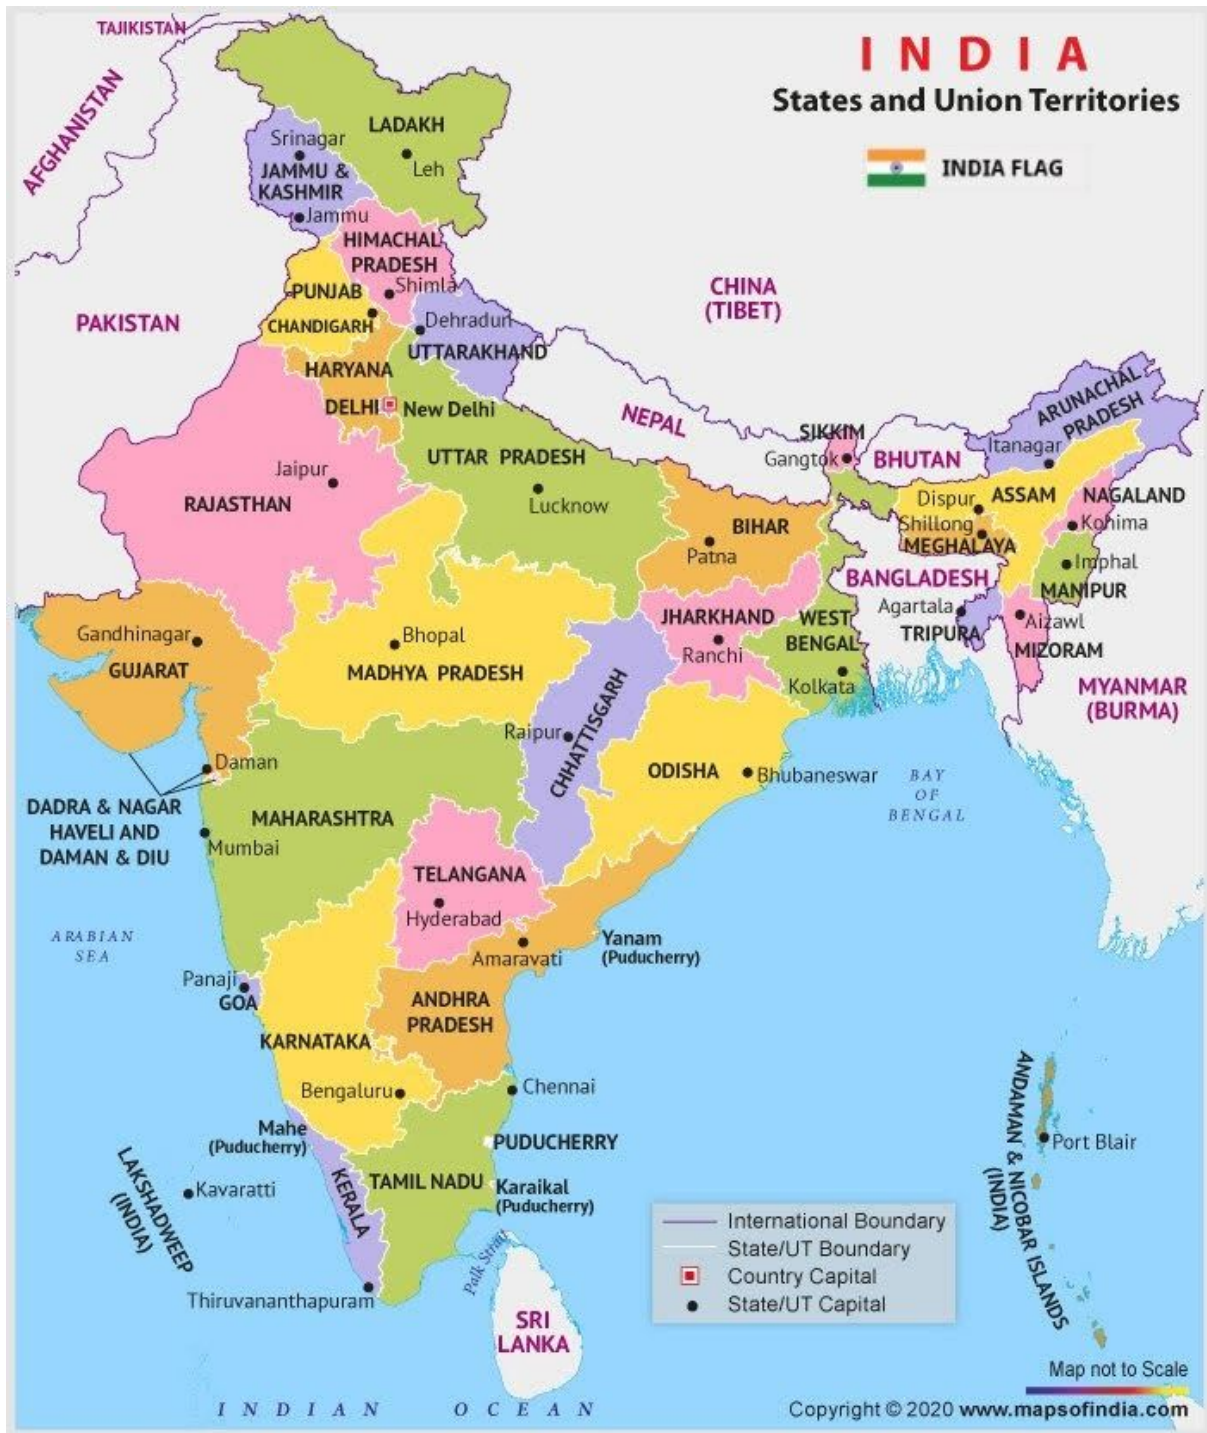 INDIA
States and Union Territories
INDIA FLAG
TAJIKISTAN
AFGHANISTAN
PAKISTAN
CHINA
(TIBET)
NEPAL
BHUTAN
BANGLADESH
MYANMAR
(BURMA)
SRI
LANKA
LADAKH
Leh
Srinagar
JAMMU &
KASHMIR
Jammu
HIMACHAL
PRADESH
Shimla
PUNJAB
CHANDIGARH
Dehradun
UTTARAKHAND
HARYANA
DELHI
New Delhi
UTTAR PRADESH
Lucknow
Jaipur
RAJASTHAN
BIHAR
Patna
SIKKIM
Gangtok
ARUNACHAL
PRADESH
Itanagar
Dispur
ASSAM
NAGALAND
Kohima
Shillong
MEGHALAYA
Imphal
MANIPUR
Agartala
TRIPURA
Aizawl
MIZORAM
Gandhinagar
GUJARAT
Bhopal
MADHYA PRADESH
JHARKHAND
Ranchi
WEST
BENGAL
Kolkata
Raipur
CHHATTISGARH
ODISHA
Bhubaneswar
Daman
DADRA & NAGAR
HAVELI AND
DAMAN & DIU
MAHARASHTRA
Mumbai
TELANGANA
Hyderabad
Amaravati
Yanam
(Puducherry)
ANDHRA
PRADESH
Panaji
GOA
KARNATAKA
Bengaluru
Chennai
Mahe
(Puducherry)
PUDUCHERRY
KERALA
TAMIL NADU
Karaikal
(Puducherry)
Thiruvananthapuram
LAKSHADWEEP
(INDIA)
Kavaratti
ANDAMAN & NICOBAR ISLANDS
(INDIA)
Port Blair
BAY
OF
BENGAL
ARABIAN
SEA
Palk Strait
INDIAN OCEAN
International Boundary
State/UT Boundary
Country Capital
State/UT Capital
Map not to Scale
Copyright © 2020 www.mapsofindia.com